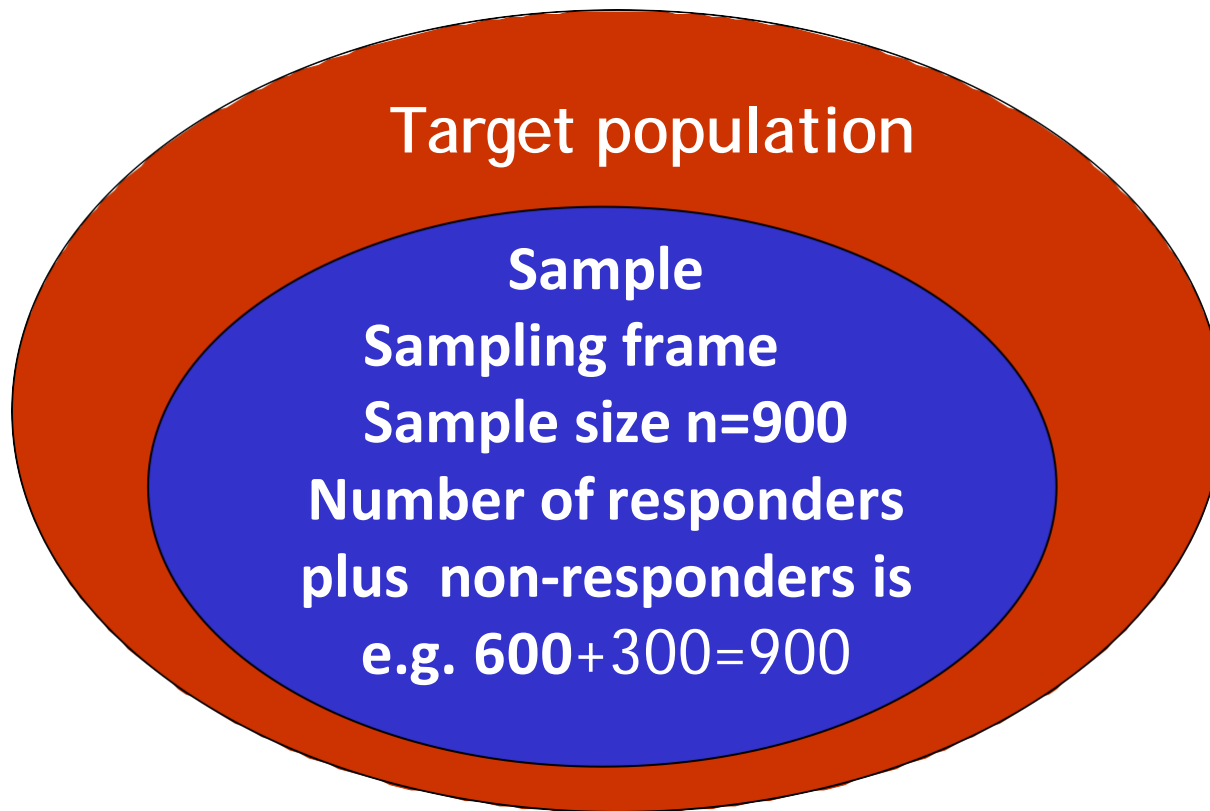 Target population
Sample
Sampling frame
Sample size n=900
Number of responders
plus non-responders is
e.g. 600+300=900